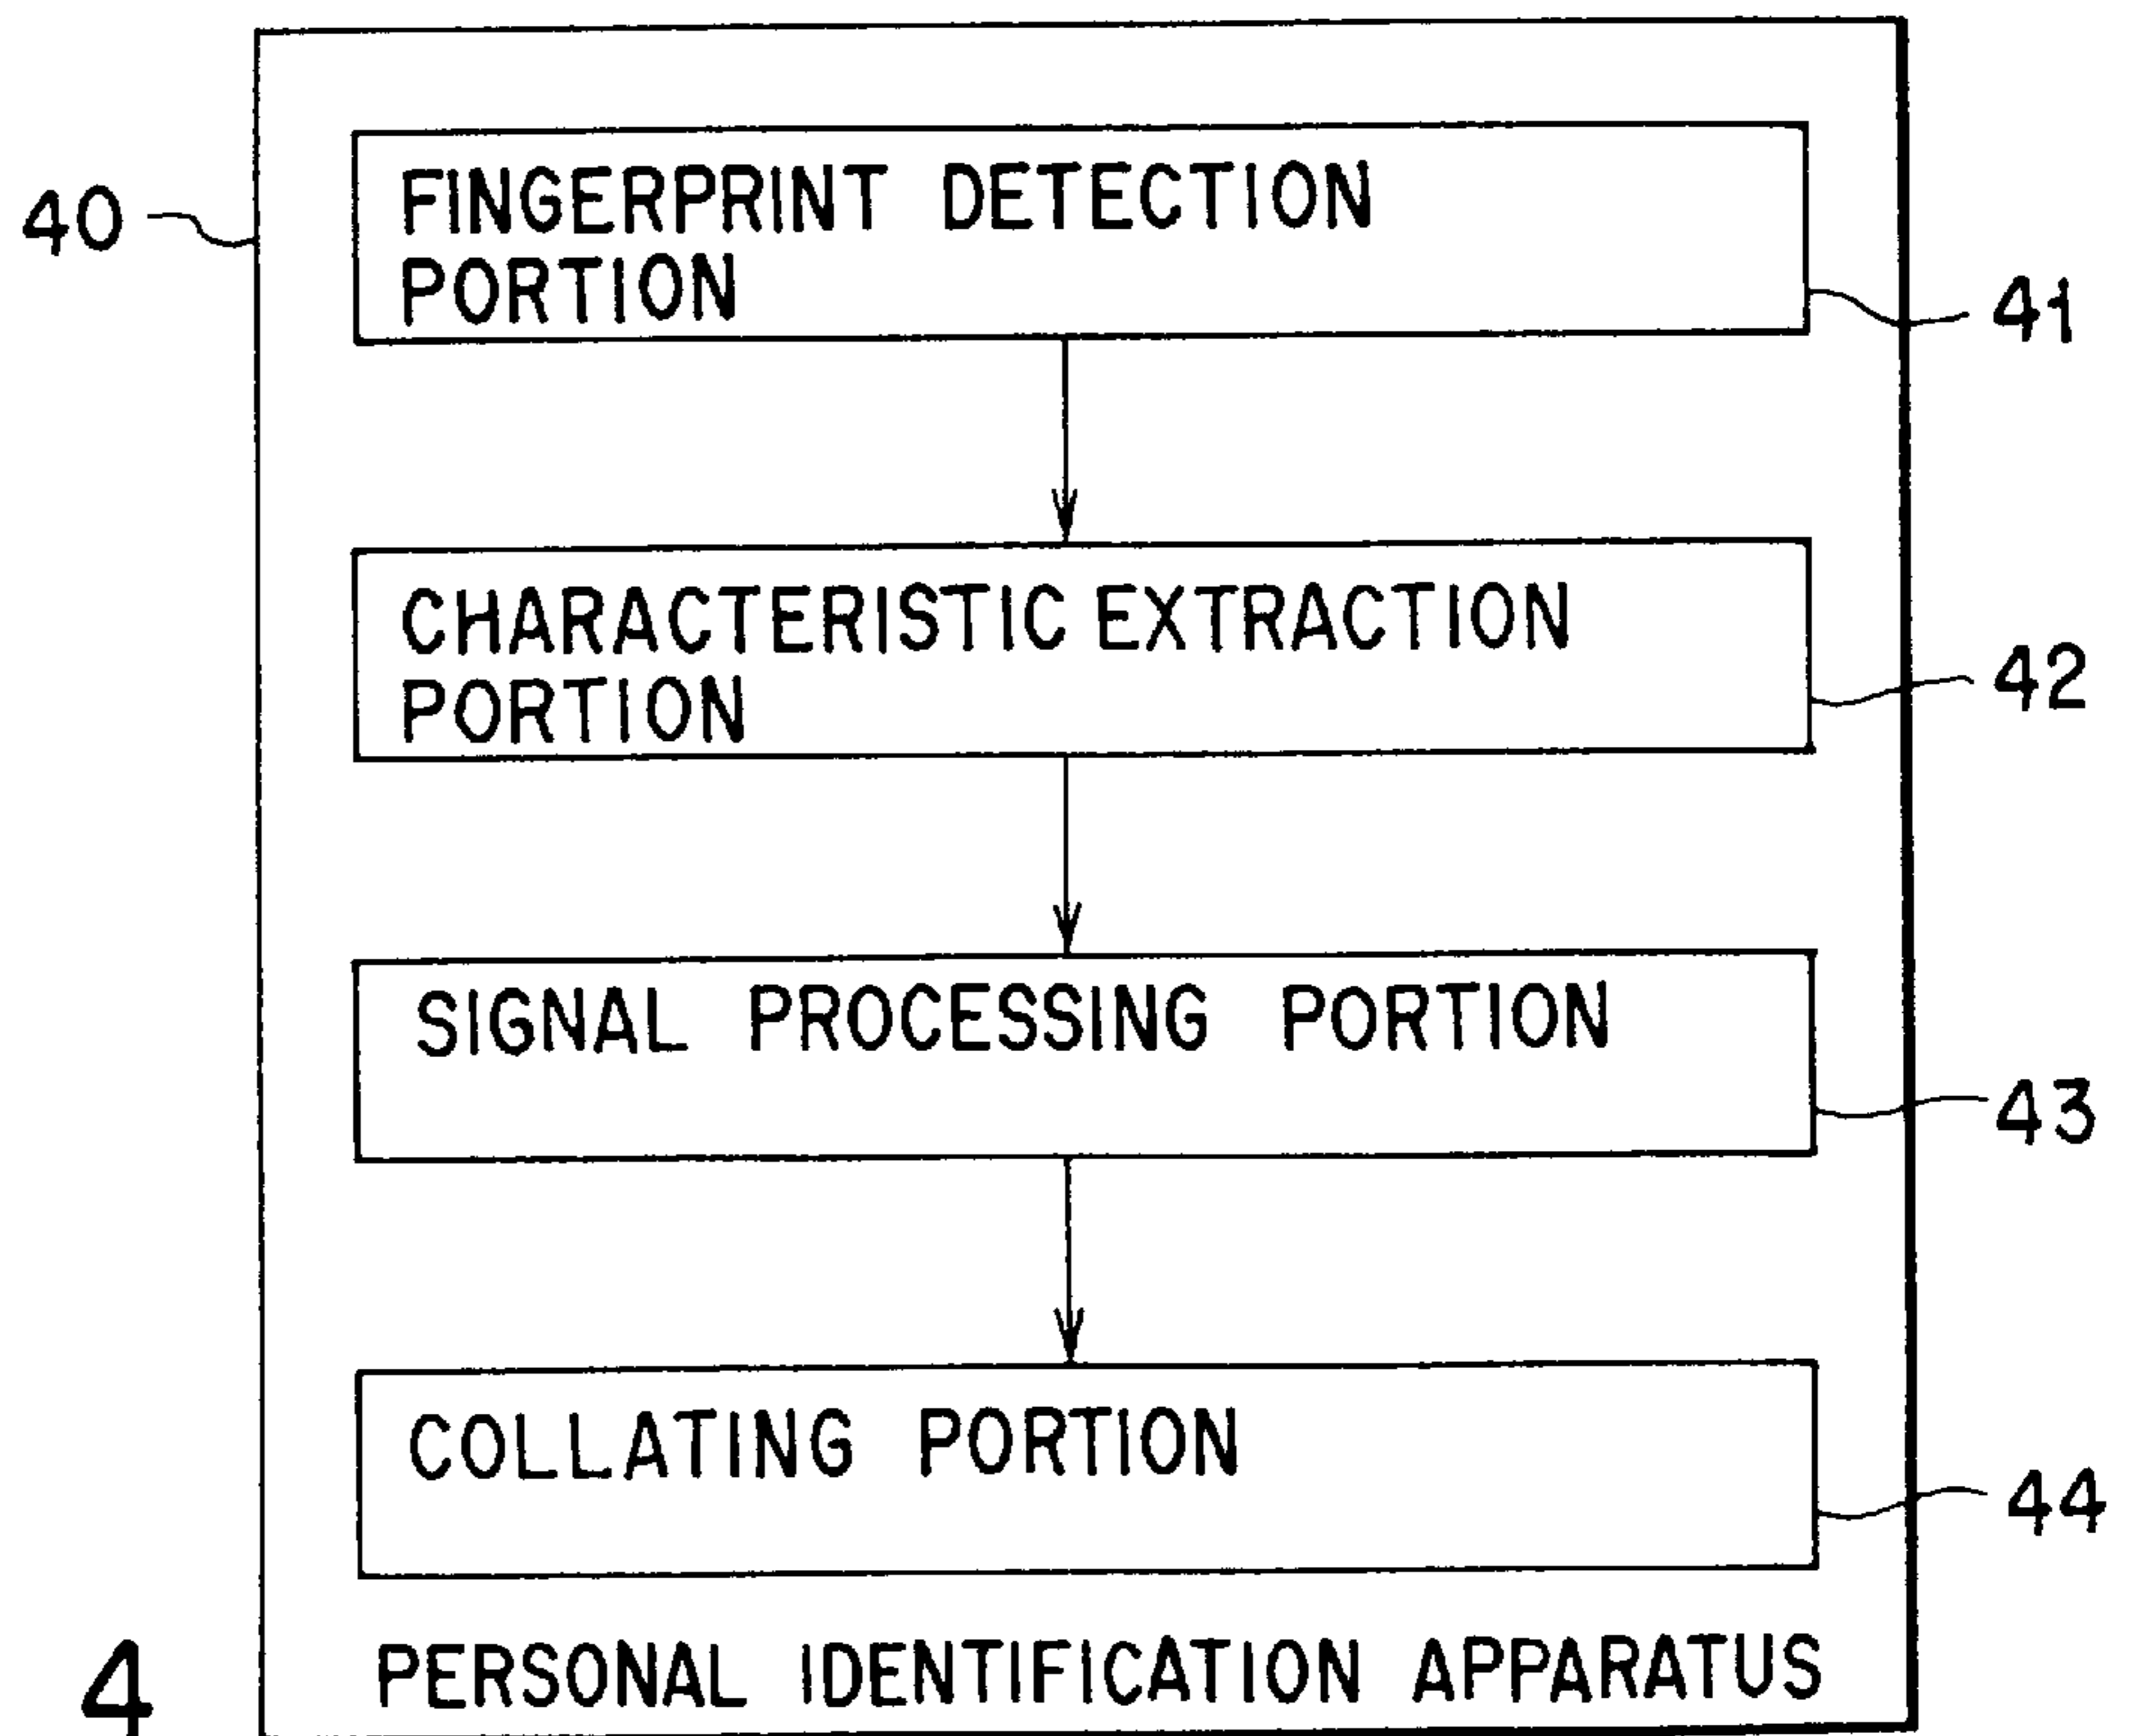 40
FINGERPRINT DETECTION
PORTION
41
CHARACTERISTIC EXTRACTION
PORTION
42
SIGNAL PROCESSING PORTION
43
COLLATING PORTION
44
PERSONAL IDENTIFICATION APPARATUS
4